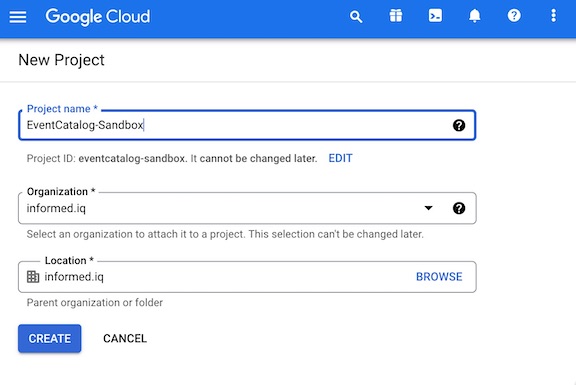 Google Cloud
New Project
Project name *
EventCatalog-Sandbox
Project ID: eventcatalog-sandbox. It cannot be changed later. EDIT
Organization *
informed.iq
Select an organization to attach it to a project. This selection can't be changed later.
Location *
informed.iq BROWSE
Parent organization or folder
CREATE CANCEL